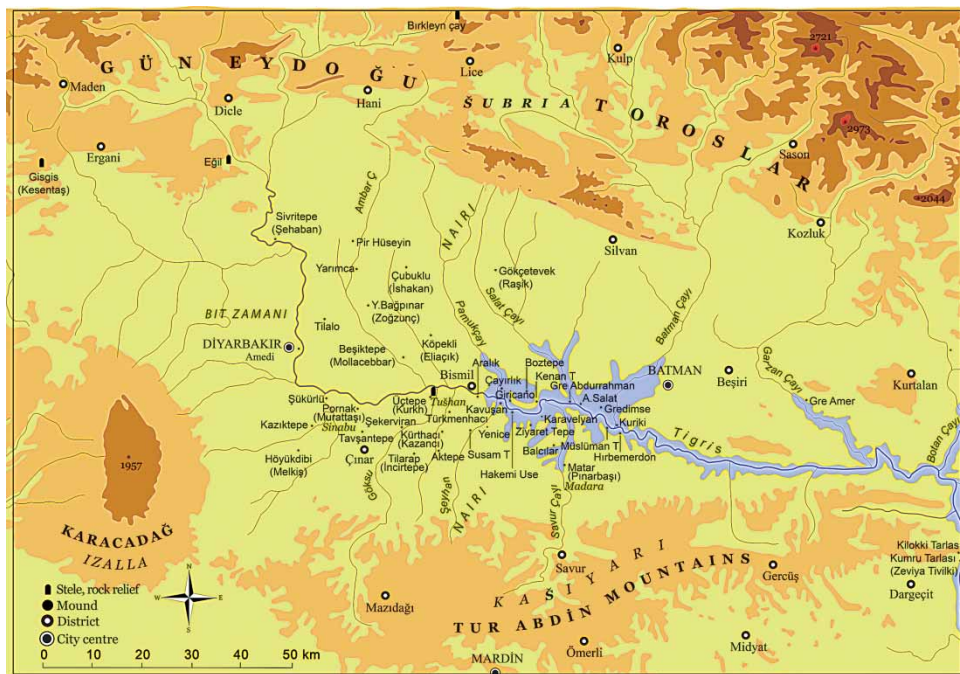 Birkleyn çay
GÜNEYDOĞU
TOROSLAR
ŠUBRIA
Maden
Dicle
Hani
Lice
Kulp
2721
2973
2044
Sason
Ergani
Eğil
Gisgis
(Kesentaş)
Kozluk
Silvan
Sivritepe
(Şehaban)
Ambar Ç
Pir Hüseyin
NAIRI
Yarımca
Çubuklu
(İshakan)
Gökçetevek
(Raşik)
Salat Çayı
Pamukçay
Batman Çayı
Y.Bağpınar
(Zoğzunç)
BIT ZAMANI
Tilalo
DİYARBAKIR
Amedi
Beşiktepe
(Mollacebbar)
Köpekli
(Eliaçık)
Aralık
Boztepe
Kenan T
Bismil
Çayırlık
Gre Abdurrahman
BATMAN
Beşiri
Garzan Çayı
Kurtalan
Giricano
A.Salat
Gre Amer
Şükürlü
Üçtepe
(Kurkh)
Tušhan
Kavuşan
Gredimse
Pornak
(Murattaşı)
Sinabu
Şekerviran
Türkmenhacı
Karavelyan
Kuriki
Kazıktepe
Tavşantepe
Kürthacı
(Kazancı)
Yenice
Ziyaret Tepe
Müslüman T
Tigris
Botan Çayı
Höyükdibi
(Melkiş)
Çınar
Tilarap
(İncirtepe)
Aktepe
Susam T
Balcılar
Hirbemerdon
Hakemi Use
Matar
(Pınarbaşı)
Madara
Göksu
Şeyhan
NAIRI
Savur Çayı
1957
KARACADAĞ
IZALLA
Savur
KAŠIYARI
TUR ABDIN MOUNTAINS
Gercüş
Kilokki Tarlas
Kumru Tarlası
(Zeviya Tivilki)
Dargeçit
Mazıdağı
Midyat
Ömerli
MARDİN
Stele, rock relief
Mound
District
City centre
N
W
E
S
0 10 20 30 40 50 km